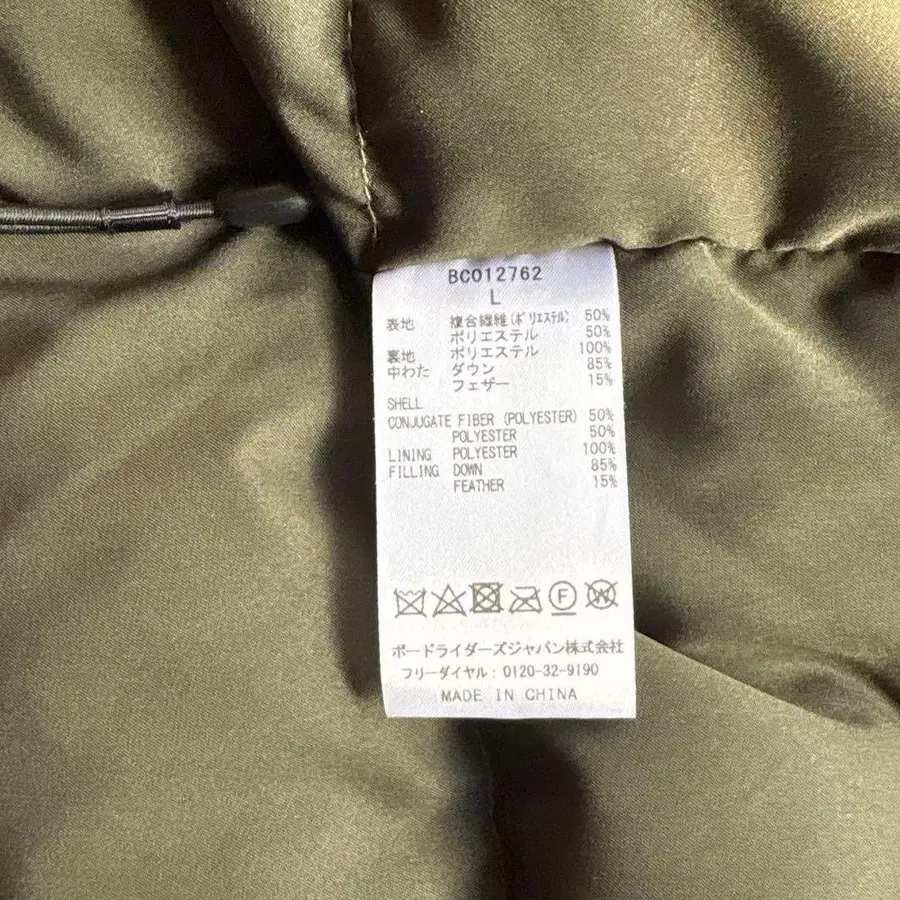 BCO12762
L
表地 複合繊維(ポリエステル) 50%
ポリエステル 50%
裏地 ポリエステル 100%
中わた ダウン 85%
フェザー 15%
SHELL
CONJUGATE FIBER (POLYESTER) 50%
POLYESTER 50%
LINING POLYESTER 100%
FILLING DOWN 85%
FEATHER 15%
F W
ボードライダーズジャパン株式会社
フリーダイヤル：0120-32-9190
MADE IN CHINA